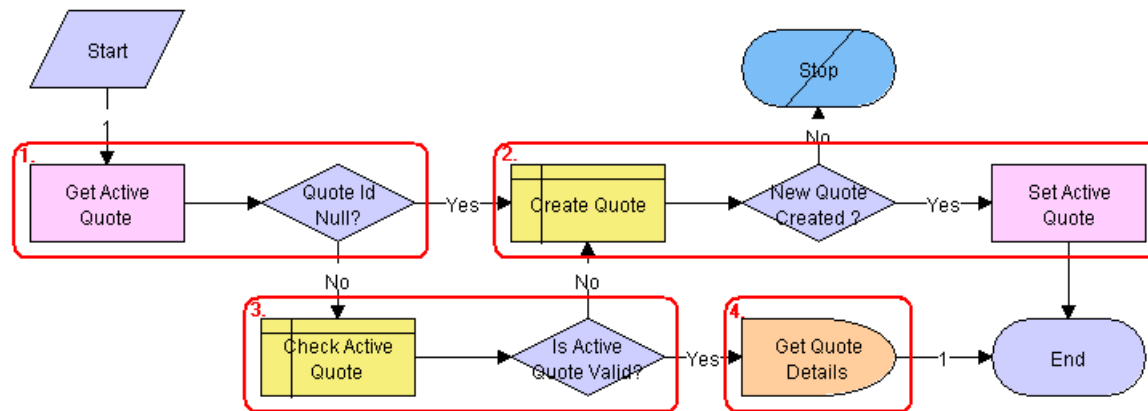 Start
1
Stop
No
1.
Get Active
Quote
Quote Id
Null?
Yes
2.
Create Quote
New Quote
Created ?
Yes
Set Active
Quote
No
No
3.
Check Active
Quote
Is Active
Quote Valid?
Yes
4.
Get Quote
Details
1
End